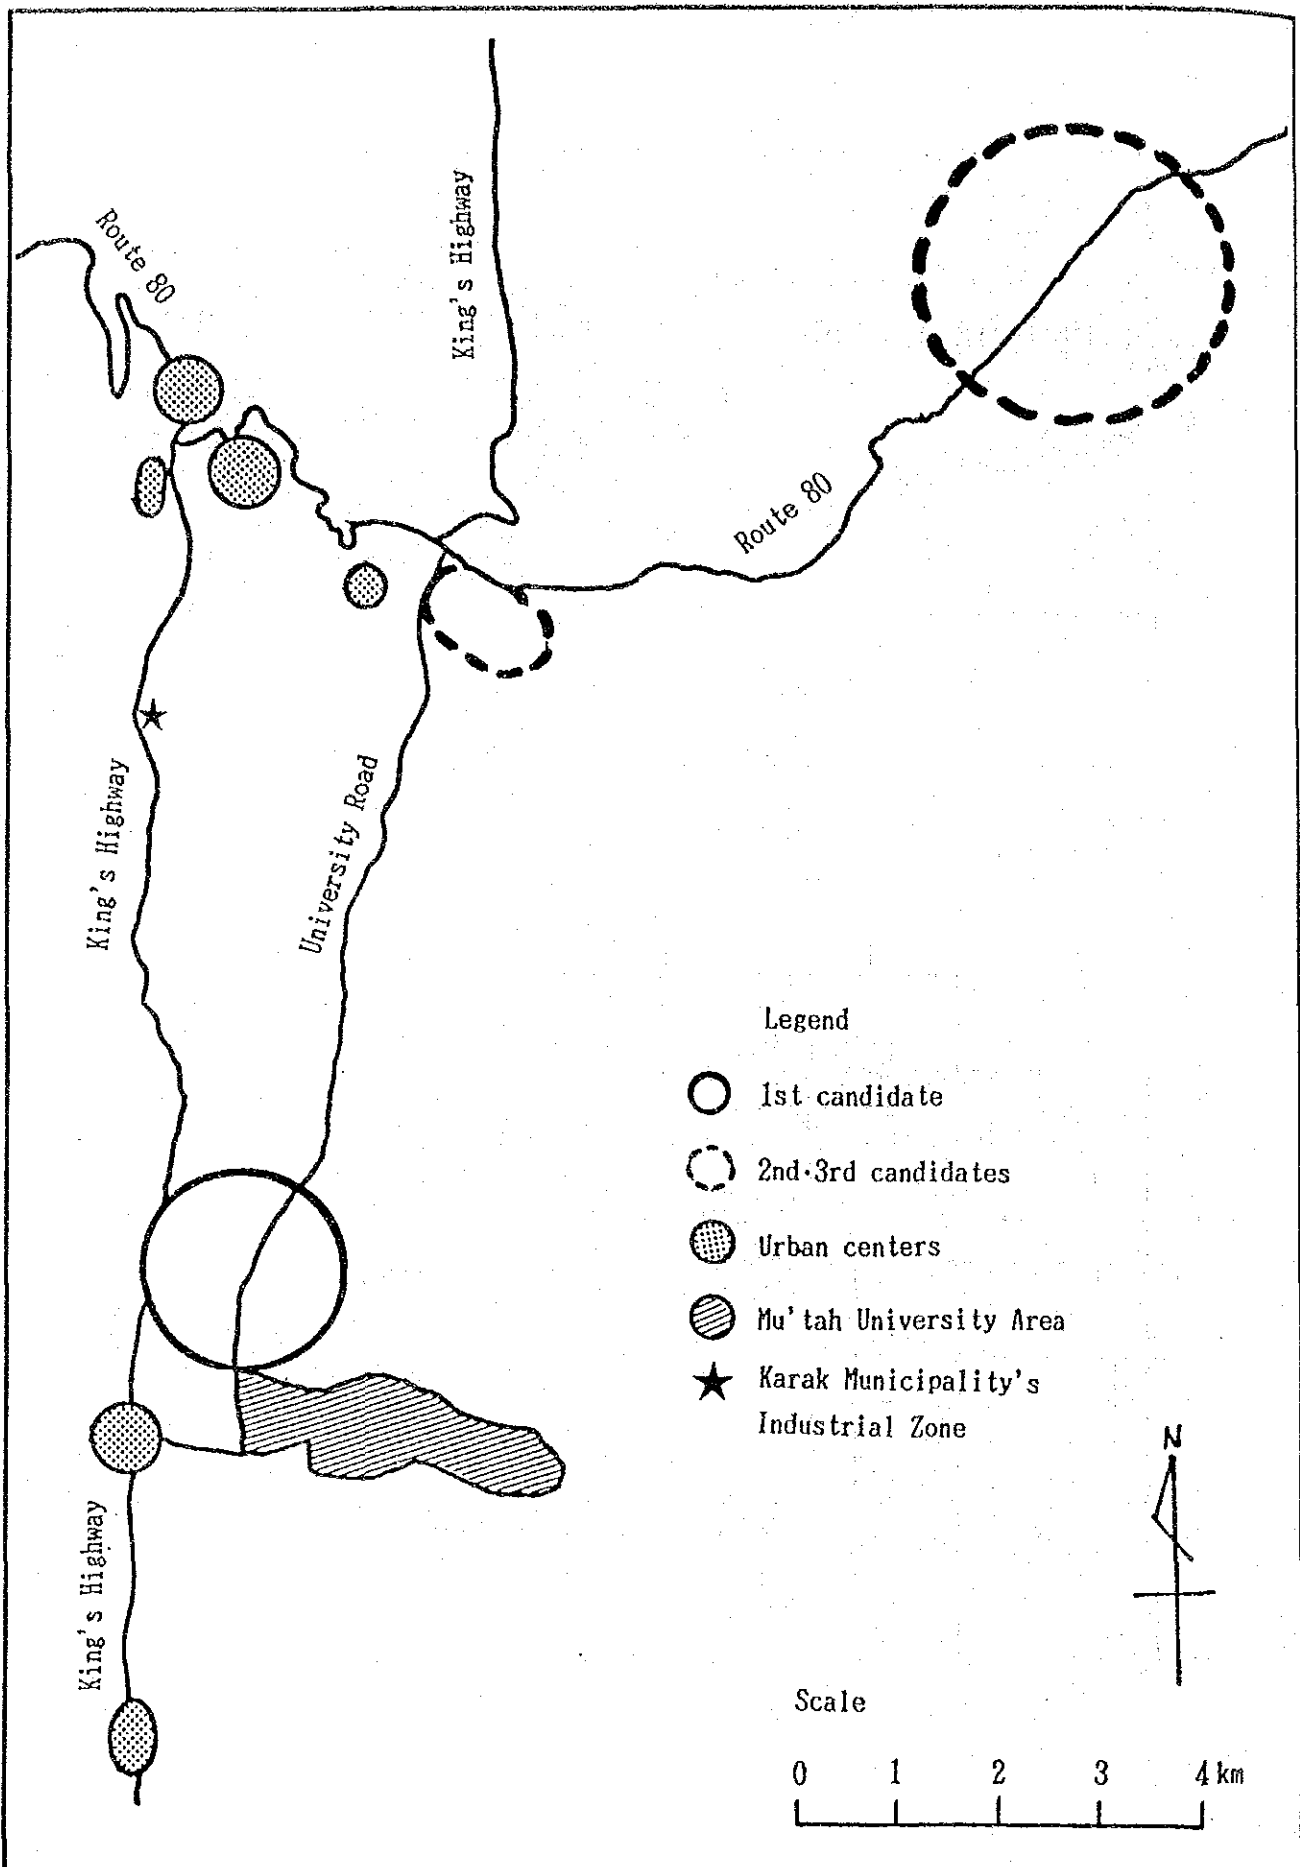 King's Highway
Route 80
Route 80
King's Highway
University Road
King's Highway
Legend
1st candidate
2nd·3rd candidates
Urban centers
Mu'tah University Area
Karak Municipality's
Industrial Zone
N
Scale
0 1 2 3 4 km